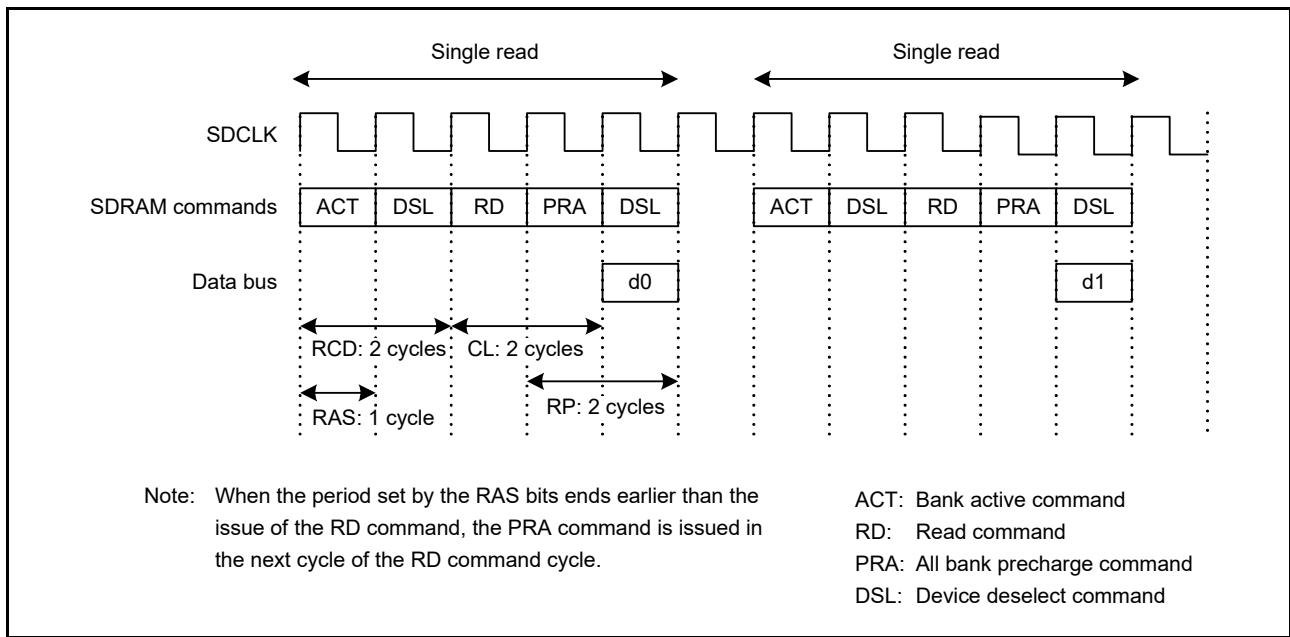 Single read Single read
SDCLK
SDRAM commands ACT DSL RD PRA DSL ACT DSL RD PRA DSL
Data bus d0 d1
RCD: 2 cycles CL: 2 cycles
RAS: 1 cycle RP: 2 cycles
Note: When the period set by the RAS bits ends earlier than the
issue of the RD command, the PRA command is issued in
the next cycle of the RD command cycle.
ACT: Bank active command
RD: Read command
PRA: All bank precharge command
DSL: Device deselect command